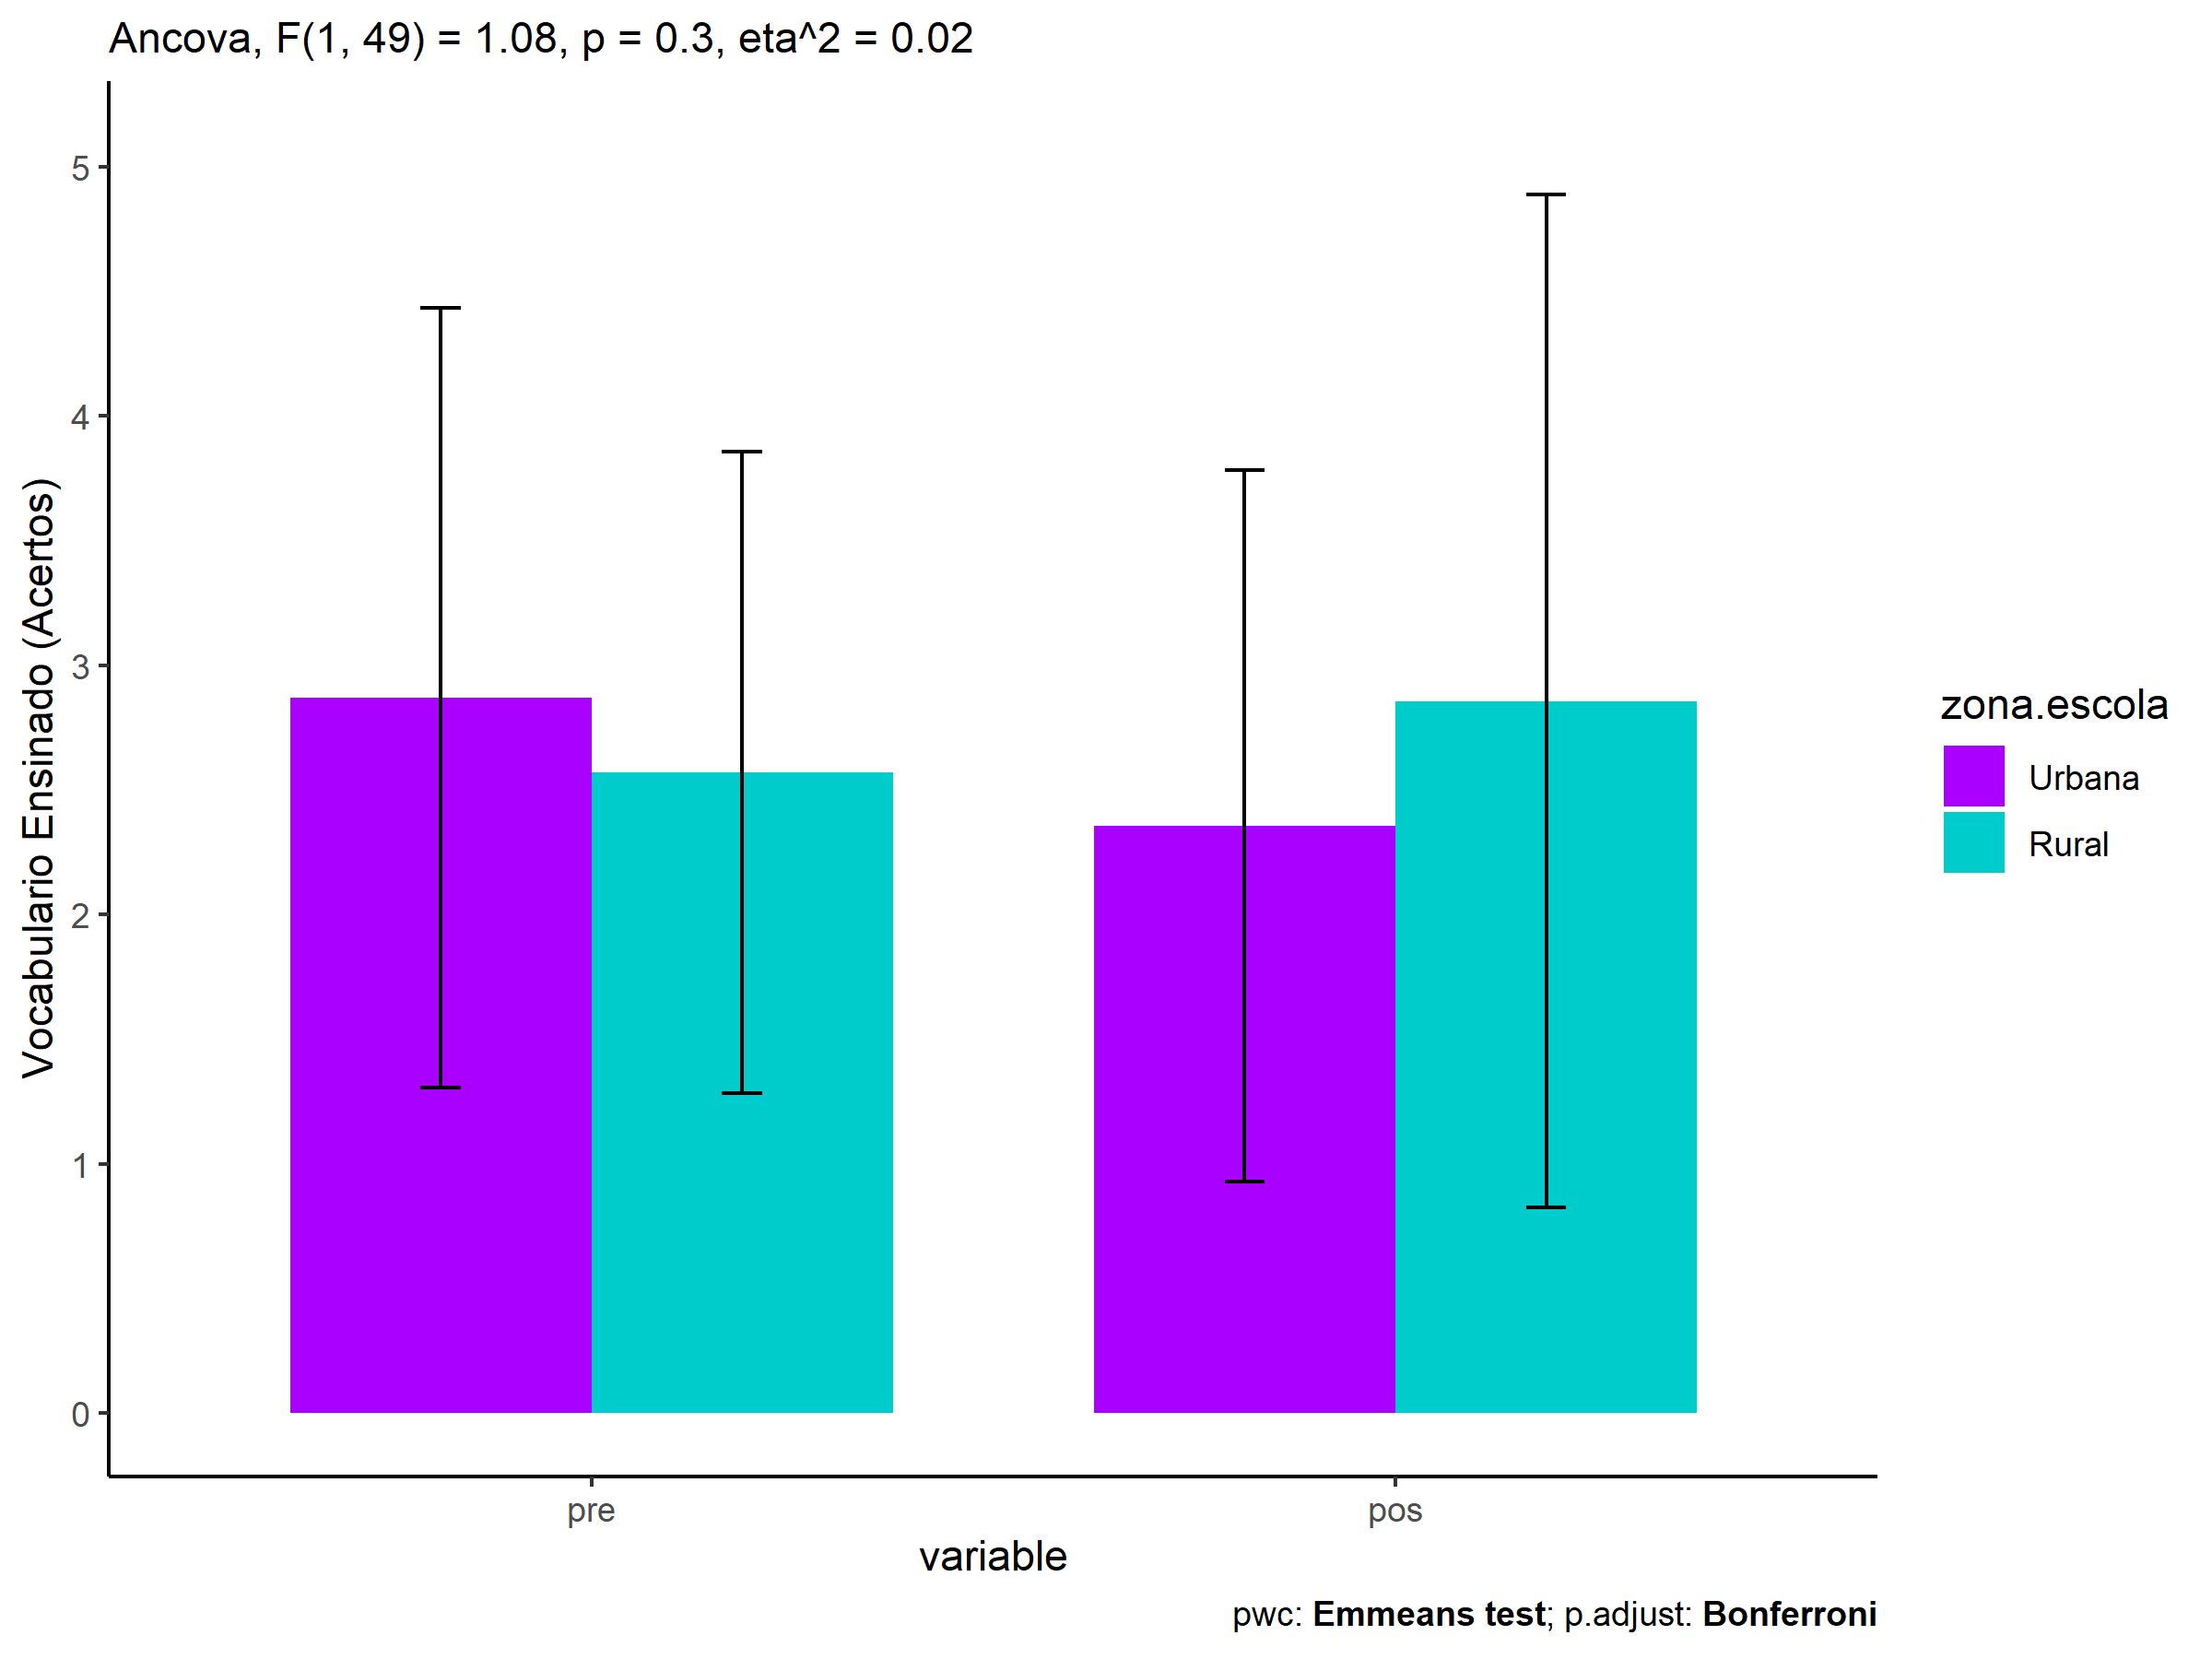 Ancova, F(1, 49) = 1.08, p = 0.3, eta^2 = 0.02
Vocabulario Ensinado (Acertos)
5
4
3
2
1
0
pre
pos
variable
zona.escola
Urbana
Rural
pwc: Emmeans test; p.adjust: Bonferroni